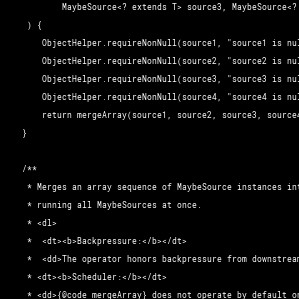 MaybeSource<? extends T> source3, MaybeSource<?
) {
ObjectHelper.requireNonNull(source1, "source1 is nul
ObjectHelper.requireNonNull(source2, "source2 is nul
ObjectHelper.requireNonNull(source3, "source3 is nul
ObjectHelper.requireNonNull(source4, "source4 is nul
return mergeArray(source1, source2, source3, source4
}
/**
* Merges an array sequence of MaybeSource instances int
* running all MaybeSources at once.
* <dl>
* <dt><b>Backpressure:</b></dt>
* <dd>The operator honors backpressure from downstream
* <dt><b>Scheduler:</b></dt>
* <dd>{@code mergeArray} does not operate by default on